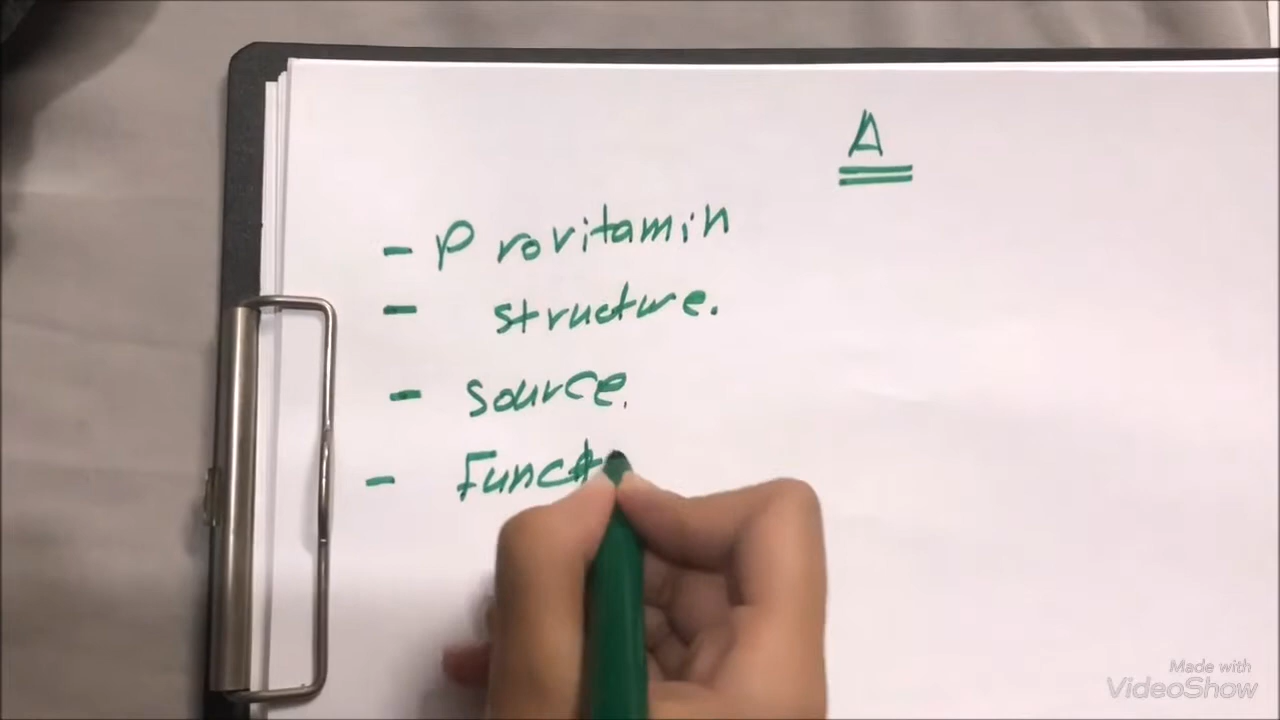 A
- Provitamin
- structure.
- source.
- Funct
Made with
VideoShow